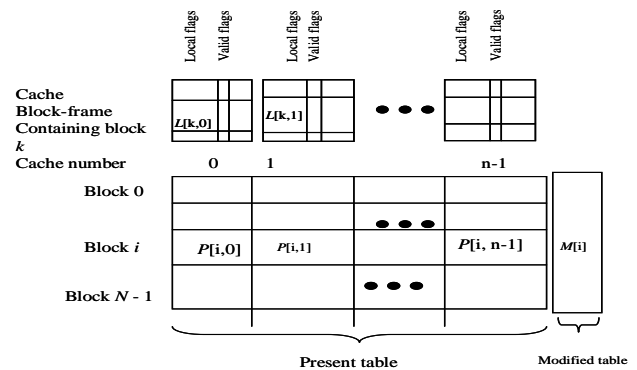 Local flags
Valid flags
Local flags
Valid flags
Local flags
Valid flags
Cache
Block-frame
Containing block
k
L[k,0]
L[k,1]
Cache number
0
1
n-1
Block 0
Block i
P[i,0]
P[i,1]
P[i, n-1]
M[i]
Block N - 1
Present table
Modified table